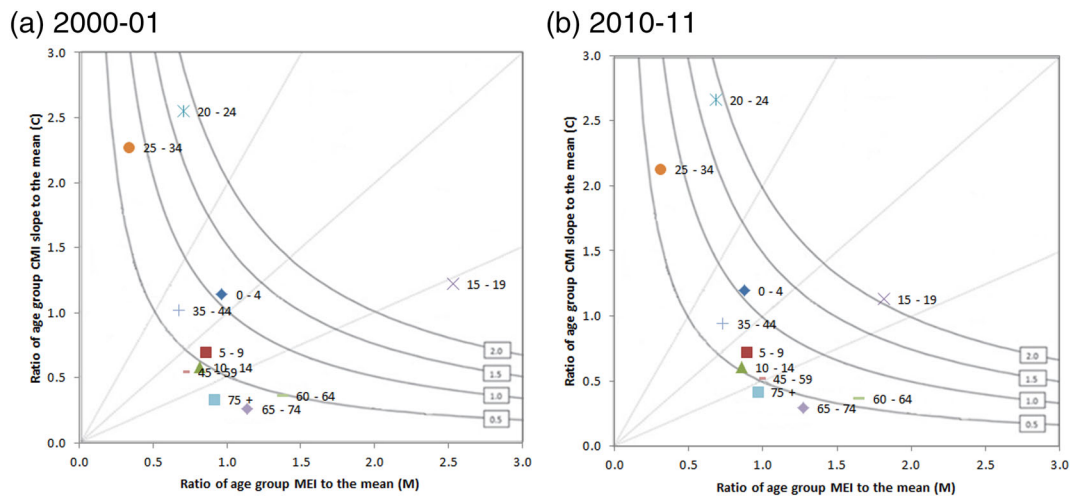 (a) 2000-01
Ratio of age group CMI slope to the mean (C)
3.0
2.5
2.0
1.5
1.0
0.5
0.0
20 - 24
25 - 34
15 - 19
0 - 4
35 - 44
5 - 9
10 - 14
45 - 59
75 +
60 - 64
65 - 74
2.0
1.5
1.0
0.5
0.0 0.5 1.0 1.5 2.0 2.5 3.0
Ratio of age group MEI to the mean (M)
(b) 2010-11
Ratio of age group CMI slope to the mean (C)
3.0
2.5
2.0
1.5
1.0
0.5
0.0
20 - 24
25 - 34
0 - 4
15 - 19
35 - 44
5 - 9
10 - 14
45 - 59
75 +
60 - 64
65 - 74
2.0
1.5
1.0
0.5
0.0 0.5 1.0 1.5 2.0 2.5 3.0
Ratio of age group MEI to the mean (M)